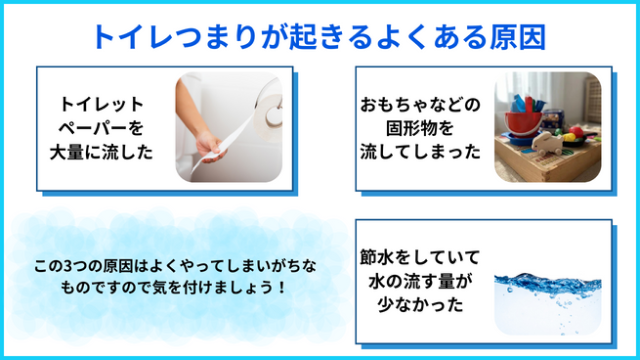 トイレつまりが起きるよくある原因
トイレット
ペーパーを
大量に流した
おもちゃなどの
固形物を
流してしまった
この3つの原因はよくやってしまいがちな
ものですので気を付けましょう！
節水をしていて
水の流す量が
少なかった